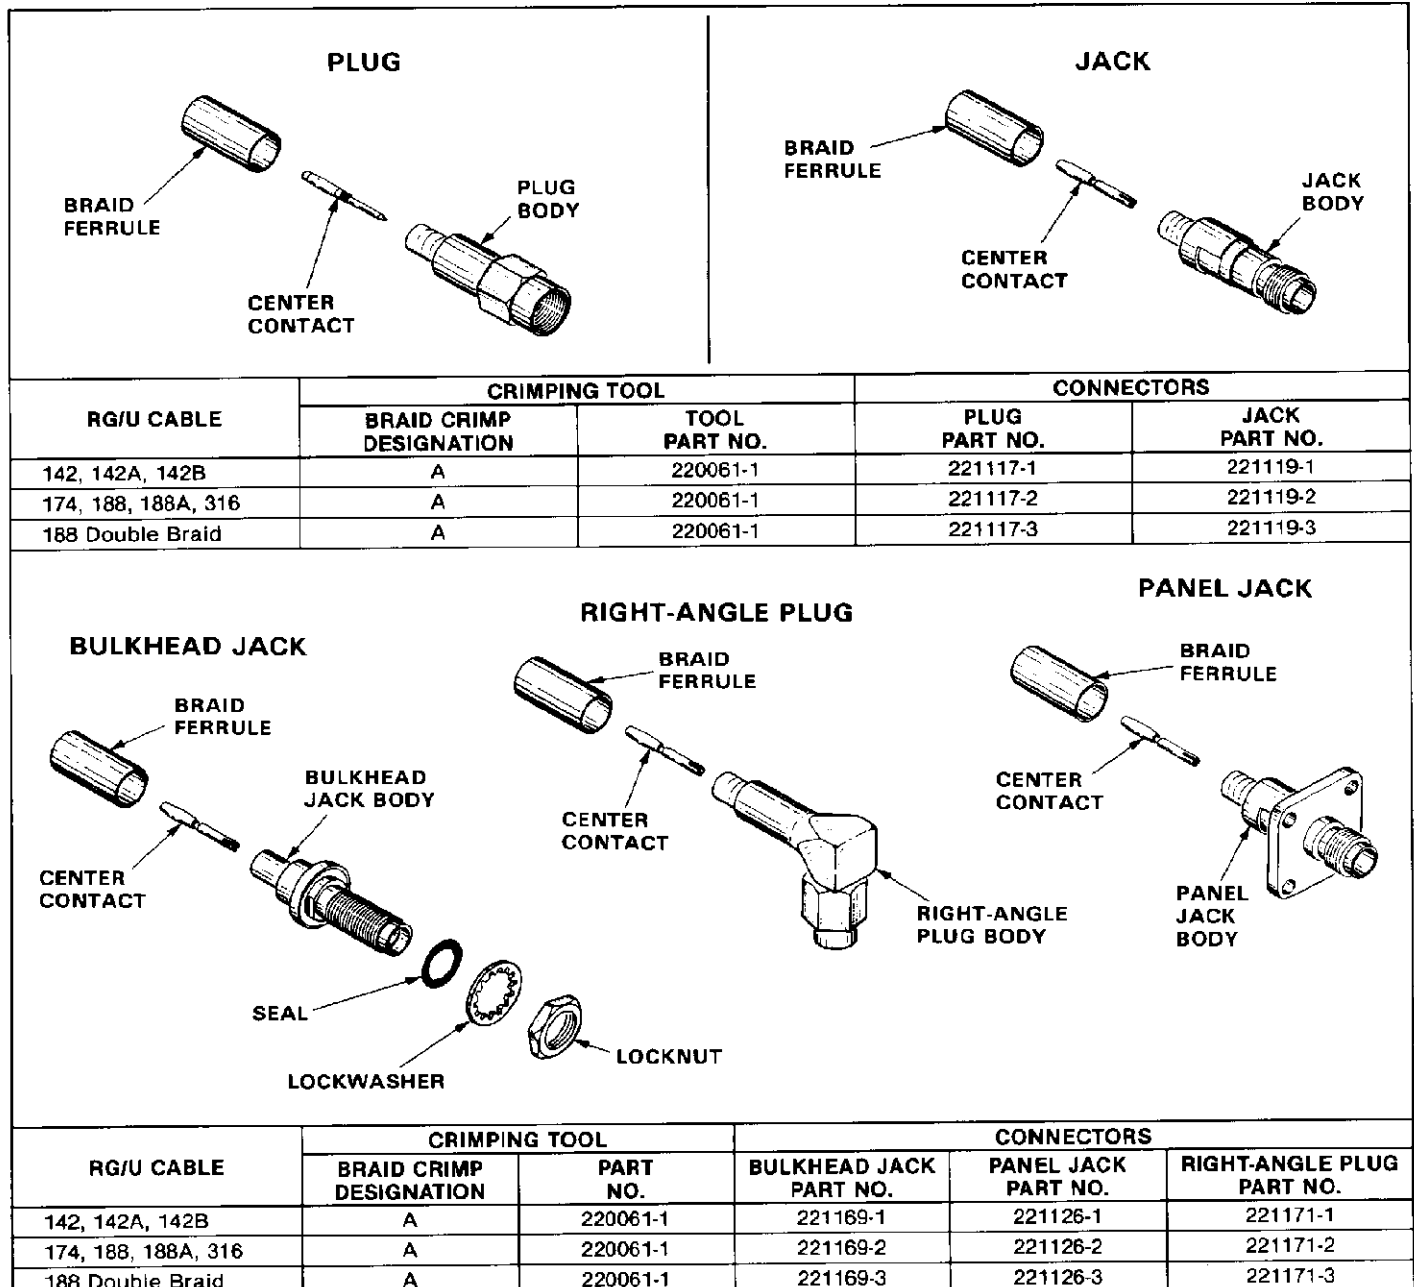 PLUG
BRAID
FERRULE
CENTER
CONTACT
PLUG
BODY
JACK
BRAID
FERRULE
CENTER
CONTACT
JACK
BODY
RG/U CABLE
CRIMPING TOOL
CONNECTORS
BRAID CRIMP
DESIGNATION
TOOL
PART NO.
PLUG
PART NO.
JACK
PART NO.
142, 142A, 142B A 220061-1 221117-1 221119-1
174, 188, 188A, 316 A 220061-1 221117-2 221119-2
188 Double Braid A 220061-1 221117-3 221119-3
BULKHEAD JACK
BRAID
FERRULE
BULKHEAD
JACK BODY
CENTER
CONTACT
SEAL
LOCKWASHER
LOCKNUT
RIGHT-ANGLE PLUG
BRAID
FERRULE
CENTER
CONTACT
RIGHT-ANGLE
PLUG BODY
PANEL JACK
BRAID
FERRULE
CENTER
CONTACT
PANEL
JACK
BODY
RG/U CABLE
CRIMPING TOOL
CONNECTORS
BRAID CRIMP
DESIGNATION
PART
NO.
BULKHEAD JACK
PART NO.
PANEL JACK
PART NO.
RIGHT-ANGLE PLUG
PART NO.
142, 142A, 142B A 220061-1 221169-1 221126-1 221171-1
174, 188, 188A, 316 A 220061-1 221169-2 221126-2 221171-2
188 Double Braid A 220061-1 221169-3 221126-3 221171-3